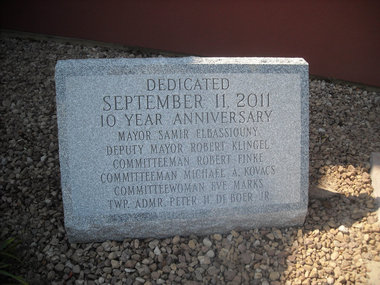 DEDICATED
SEPTEMBER 11, 2011
10 YEAR ANNIVERSARY
MAYOR SAMIR ELBASSIOUNY
DEPUTY MAYOR ROBERT KLINGEL
COMMITTEEMAN ROBERT FINKE
COMMITTEEMAN MICHAEL A. KOVACS
COMMITTEEWOMAN EVE MARKS
TWP. ADMR. PETER H. DE BOER JR.